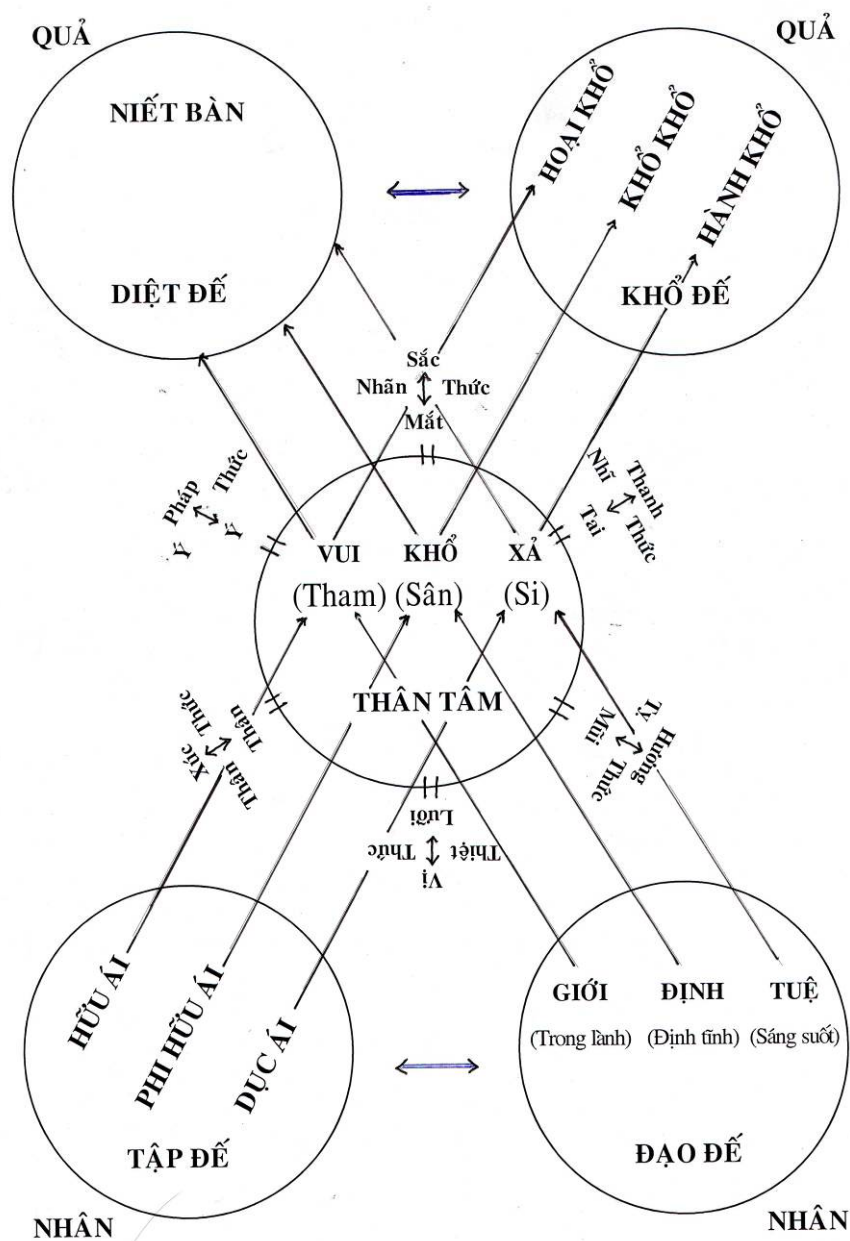 QUẢ
QUẢ
NIẾT BÀN
DIỆT ĐẾ
HOẠI KHỔ
KHỔ KHỔ
HÀNH KHỔ
KHỔ ĐẾ
Sắc
Nhãn Thức
Mắt
Pháp Thức
Ý Ý
Nhĩ Thanh
Tai Thức
VUI KHỔ XẢ
(Tham) (Sân) (Si)
THÂN TÂM
Thức Thân
Xúc Thân
Tỵ Hương
Mũi Thức
Lưỡi
Thiệt Thức
Vị
HỮU ÁI
PHI HỮU ÁI
DỤC ÁI
TẬP ĐẾ
GIỚI ĐỊNH TUỆ
(Trong lành) (Định tĩnh) (Sáng suốt)
ĐẠO ĐẾ
NHÂN
NHÂN